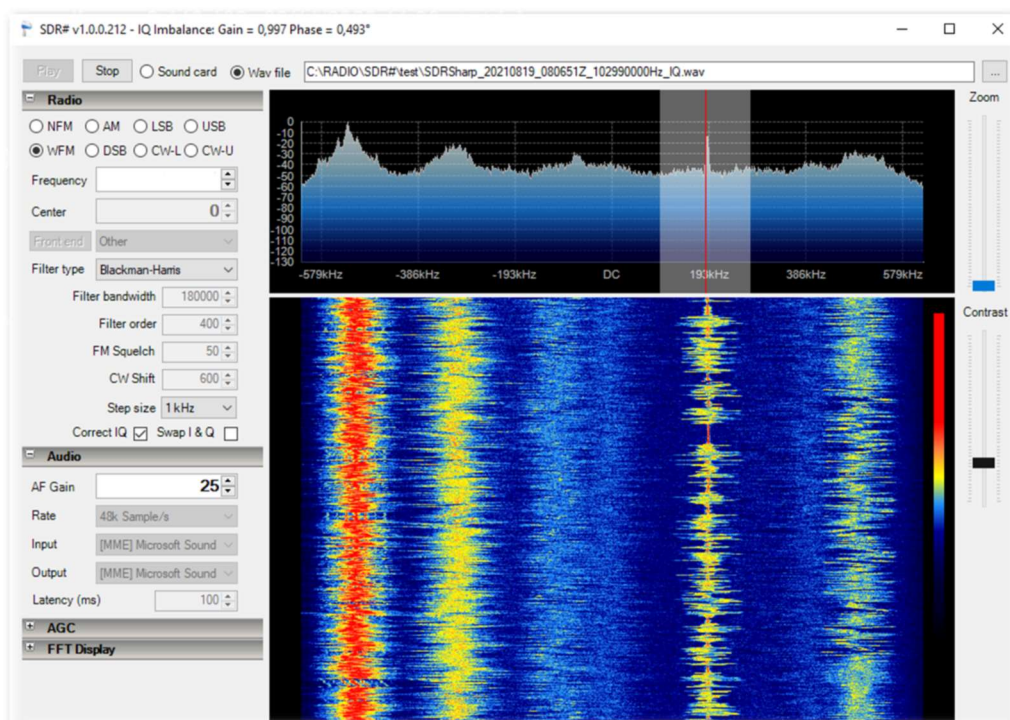 SDR# v1.0.0.212 - IQ Imbalance: Gain = 0,997 Phase = 0,493°
Play Stop Sound card Wav file C:\RADIO\SDR#\test\SDRSharp_20210819_080651Z_102990000Hz_IQ.wav ...
Radio
NFM AM LSB USB
WFM DSB CW-L CW-U
Frequency
Center 0
Front end Other
Filter type Blackman-Harris
Filter bandwidth 180000
Filter order 400
FM Squelch 50
CW Shift 600
Step size 1 kHz
Correct IQ Swap I & Q
Audio
AF Gain 25
Rate 48k Sample/s
Input [MME] Microsoft Sound
Output [MME] Microsoft Sound
Latency (ms) 100
AGC
FFT Display
0
-10
-20
-30
-40
-50
-60
-70
-80
-90
-100
-110
-120
-130
-579kHz -386kHz -193kHz DC 193kHz 386kHz 579kHz
Zoom
Contrast